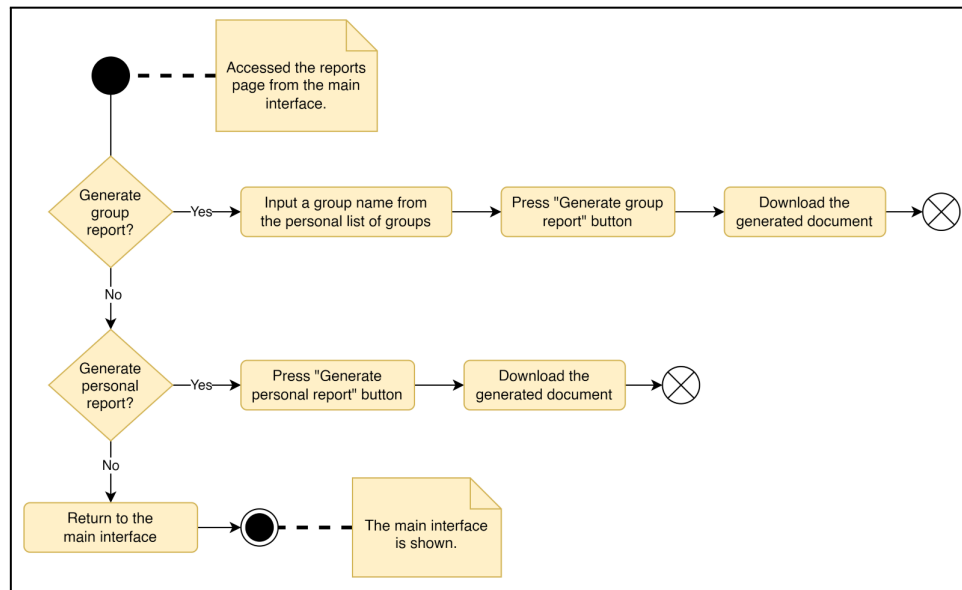 Accessed the reports
page from the main
interface.
Generate
group
report?
Yes
Input a group name from
the personal list of groups
Press "Generate group
report" button
Download the
generated document
No
Generate
personal
report?
Yes
Press "Generate
personal report" button
Download the
generated document
No
Return to the
main interface
The main interface
is shown.